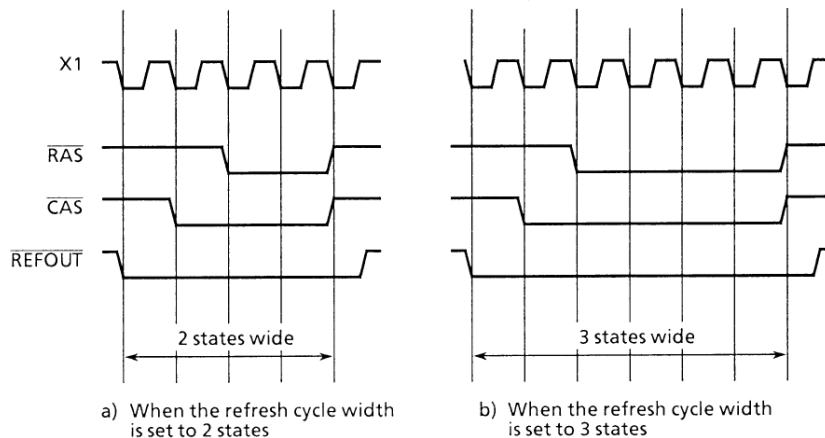 X1
RAS
CAS
REFOUT
2 states wide
3 states wide
a) When the refresh cycle width
is set to 2 states
b) When the refresh cycle width
is set to 3 states